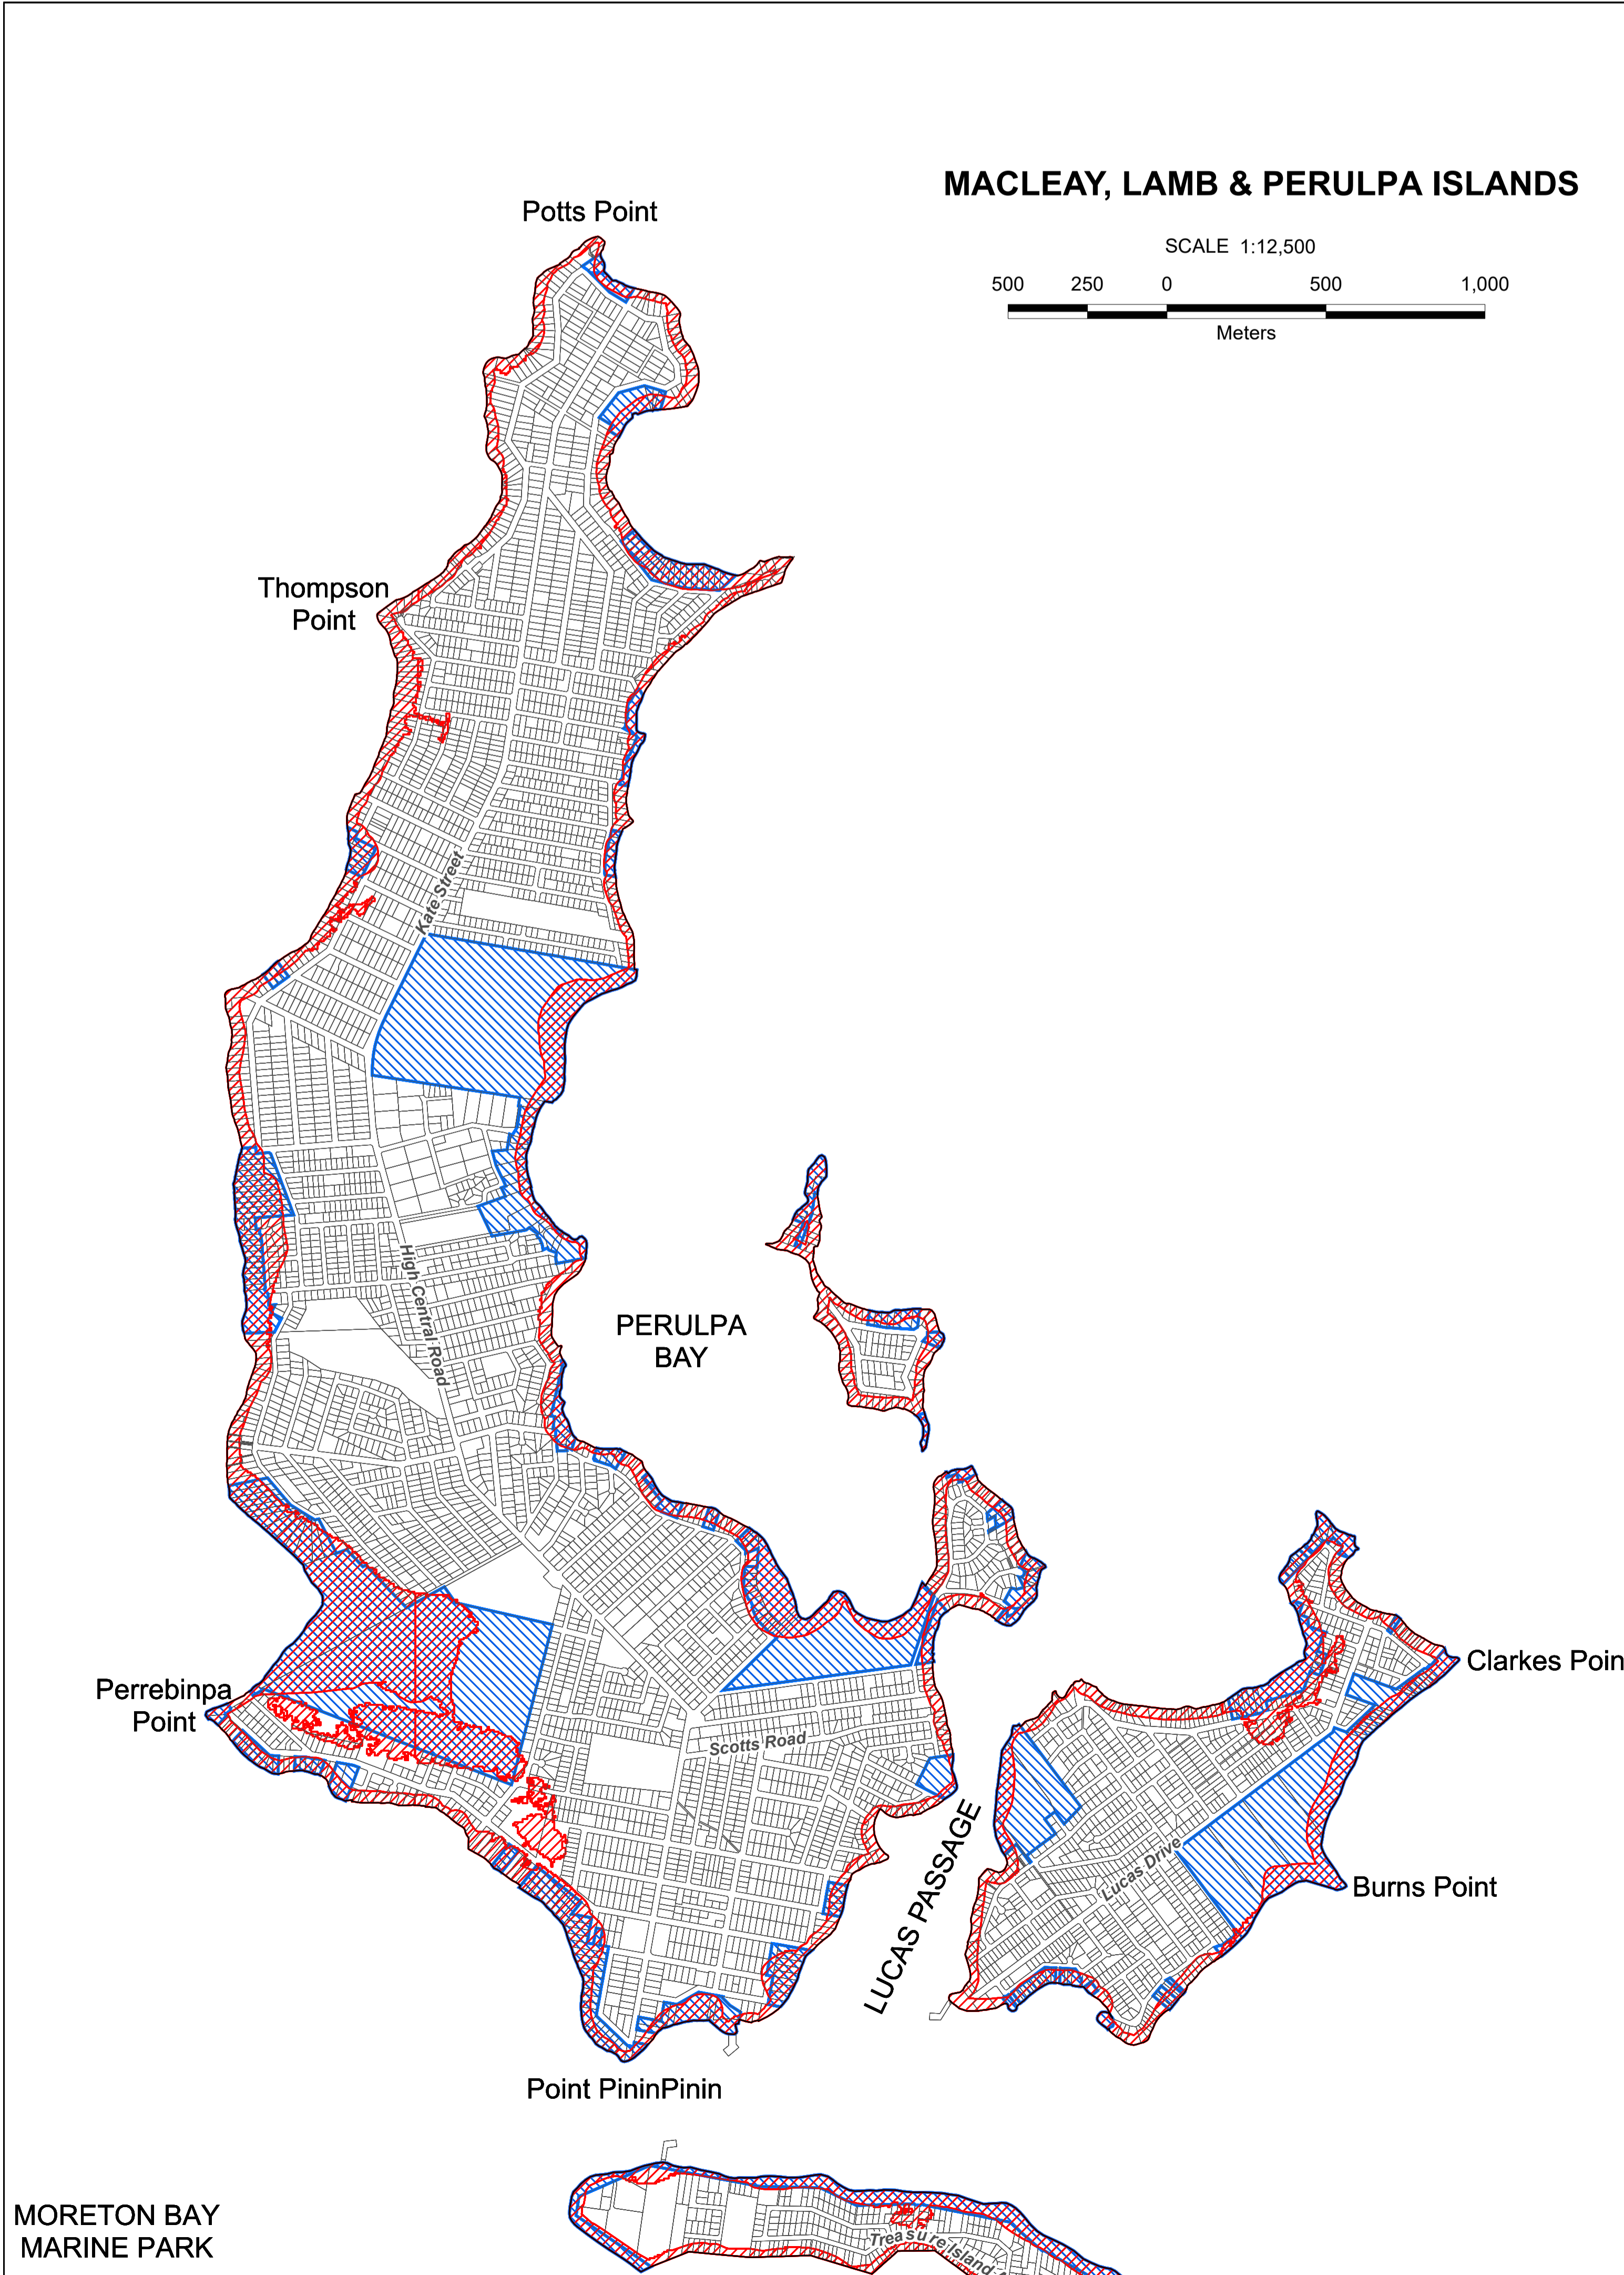 MACLEAY, LAMB & PERULPA ISLANDS
Potts Point
SCALE 1:12,500
500 250 0 500 1,000
Meters
Thompson
Point
Kate Street
High Central Road
PERULPA
BAY
Clarkes Poin
Perrebinpa
Point
Scotts Road
LUCAS PASSAGE
Lucas Drive
Burns Point
Point PininPinin
MORETON BAY
MARINE PARK
Treasure Island